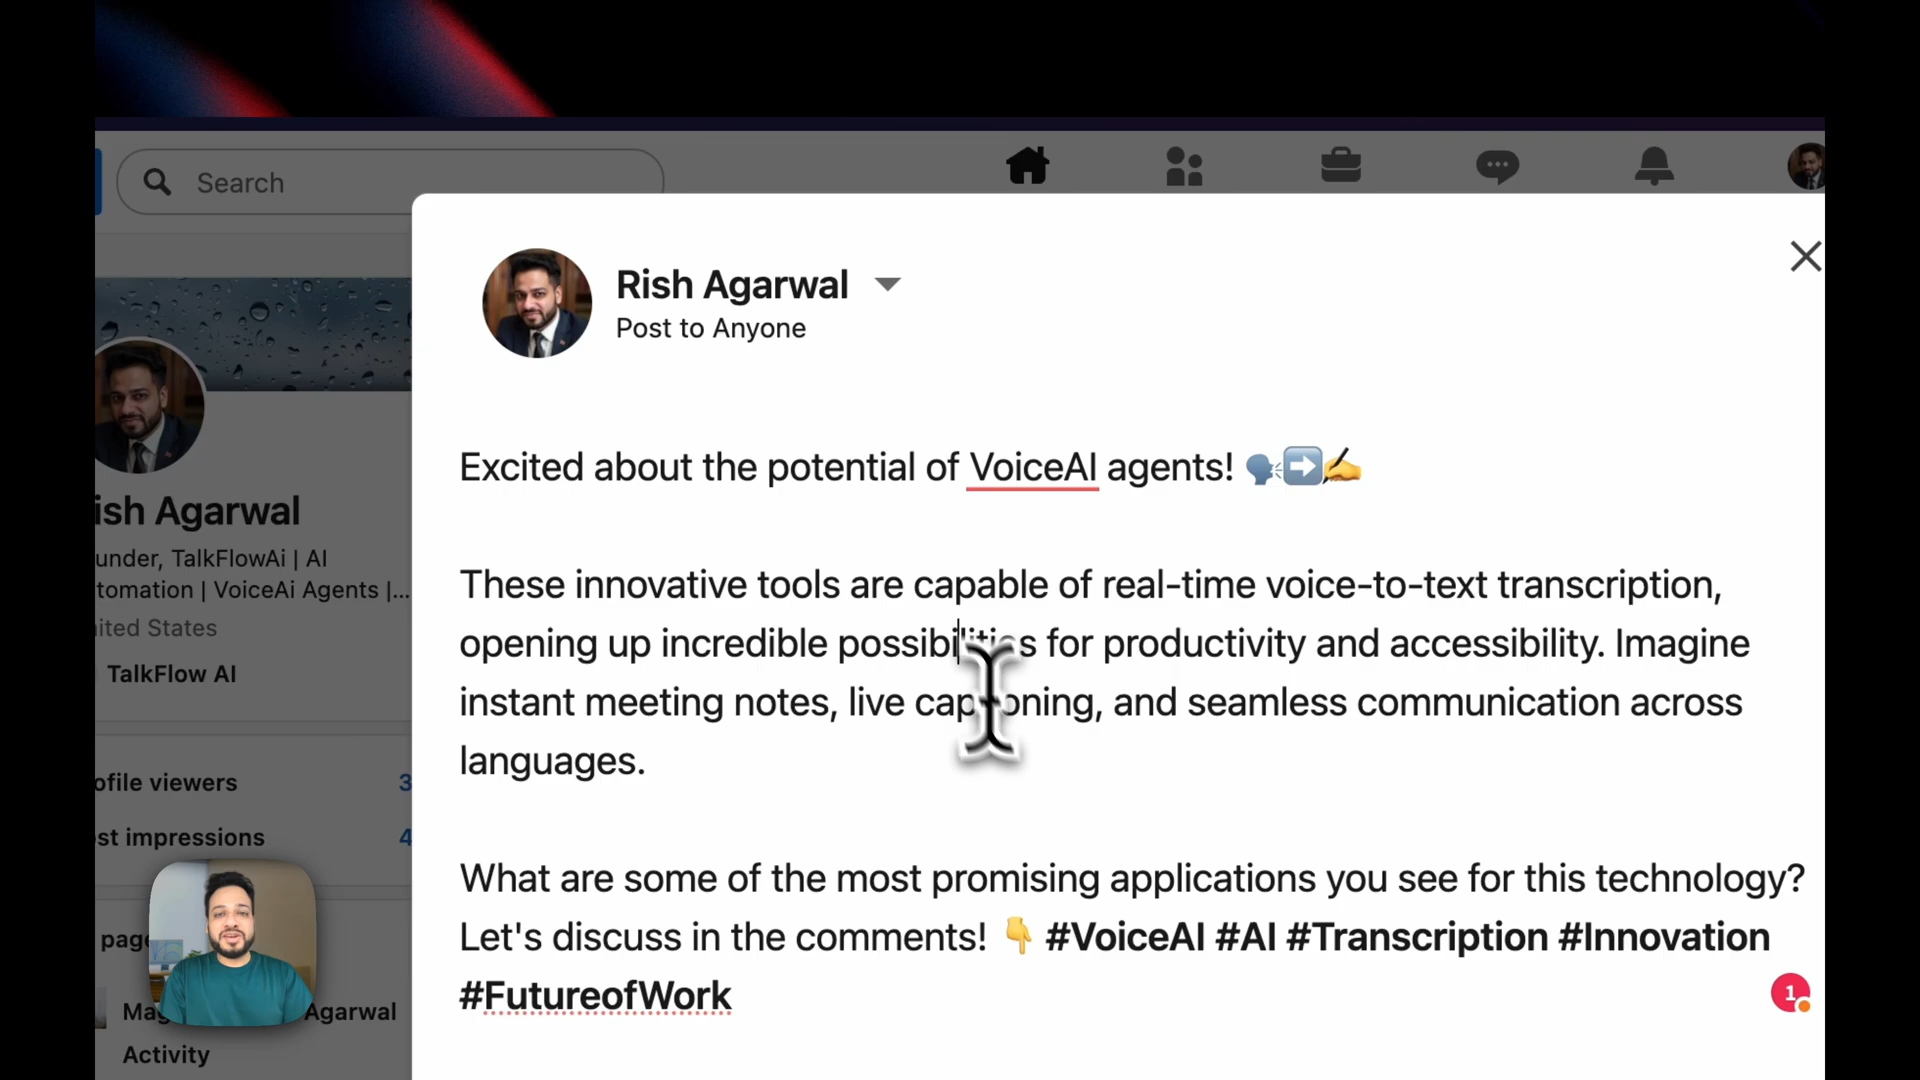 Search
Rish Agarwal
Post to Anyone
Excited about the potential of VoiceAI agents! 🗣➡️✍️
These innovative tools are capable of real-time voice-to-text transcription,
opening up incredible possibilities for productivity and accessibility. Imagine
instant meeting notes, live captioning, and seamless communication across
languages.
What are some of the most promising applications you see for this technology?
Let's discuss in the comments! 👇 #VoiceAI #AI #Transcription #Innovation
#FutureofWork
1
ish Agarwal
under, TalkFlowAi | AI
tomation | VoiceAi Agents |...
ited States
TalkFlow AI
ofile viewers 3
st impressions 4
page
Agarwal
Activity